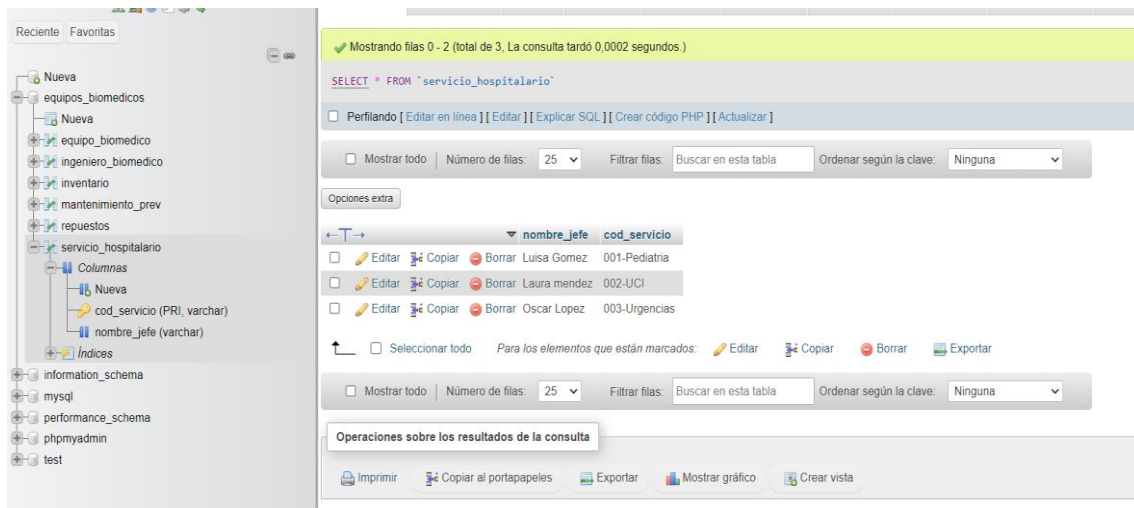 Reciente Favoritas
Nueva
equipos_biomedicos
Nueva
equipo_biomedico
ingeniero_biomedico
inventario
mantenimiento_prev
repuestos
servicio_hospitalario
Columnas
Nueva
cod_servicio (PRI, varchar)
nombre_jefe (varchar)
Índices
information_schema
mysql
performance_schema
phpmyadmin
test
Mostrando filas 0 - 2 (total de 3, La consulta tardó 0,0002 segundos.)
SELECT * FROM `servicio_hospitalario`
Perfilando [ Editar en línea ] [ Editar ] [ Explicar SQL ] [ Crear código PHP ] [ Actualizar ]
Mostrar todo | Número de filas: 25 Filtrar filas: Buscar en esta tabla Ordenar según la clave: Ninguna
Opciones extra
←T→ nombre_jefe cod_servicio
Editar Copiar Borrar Luisa Gomez 001-Pediatria
Editar Copiar Borrar Laura mendez 002-UCI
Editar Copiar Borrar Oscar Lopez 003-Urgencias
Seleccionar todo Para los elementos que están marcados: Editar Copiar Borrar Exportar
Mostrar todo | Número de filas: 25 Filtrar filas: Buscar en esta tabla Ordenar según la clave: Ninguna
Operaciones sobre los resultados de la consulta
Imprimir Copiar al portapapeles Exportar Mostrar gráfico Crear vista